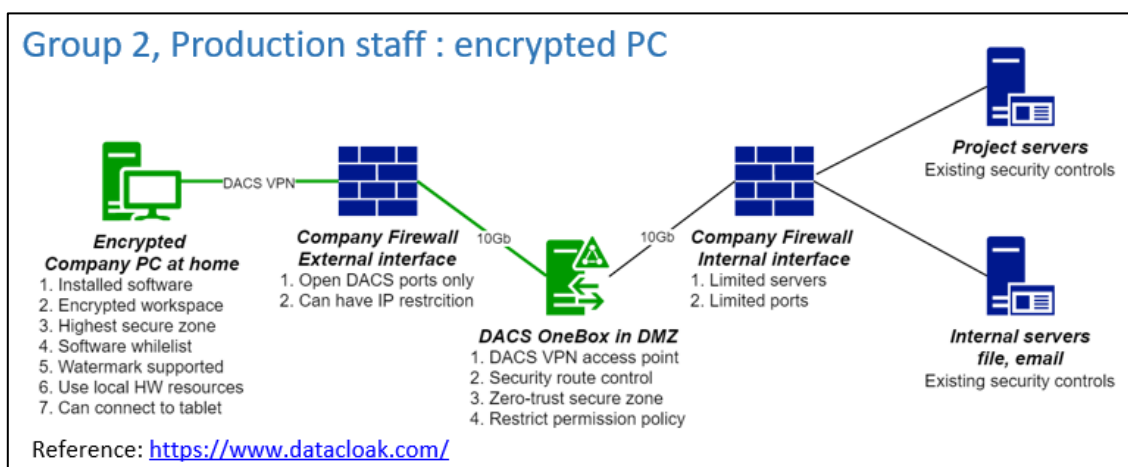 Group 2, Production staff : encrypted PC
DACS VPN
10Gb
10Gb
Encrypted
Company PC at home
1. Installed software
2. Encrypted workspace
3. Highest secure zone
4. Software whilelist
5. Watermark supported
6. Use local HW resources
7. Can connect to tablet
Company Firewall
External interface
1. Open DACS ports only
2. Can have IP restrcition
DACS OneBox in DMZ
1. DACS VPN access point
2. Security route control
3. Zero-trust secure zone
4. Restrict permission policy
Company Firewall
Internal interface
1. Limited servers
2. Limited ports
Project servers
Existing security controls
Internal servers
file, email
Existing security controls
Reference: https://www.datacloak.com/